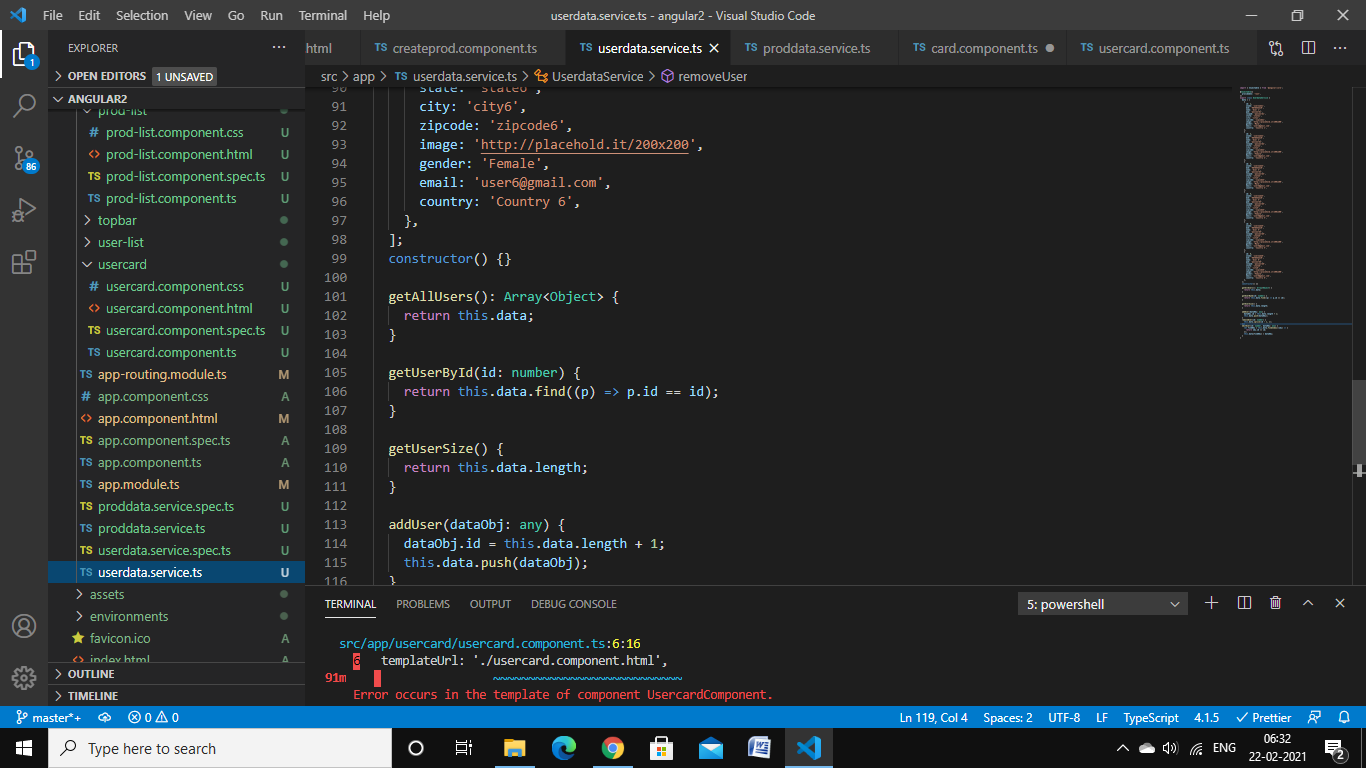 File Edit Selection View Go Run Terminal Help
userdata.service.ts - angular2 - Visual Studio Code
EXPLORER
OPEN EDITORS 1 UNSAVED
ANGULAR2
prod-list
# prod-list.component.css U
<> prod-list.component.html U
TS prod-list.component.spec.ts U
TS prod-list.component.ts U
topbar
user-list
usercard
# usercard.component.css U
<> usercard.component.html U
TS usercard.component.spec.ts U
TS usercard.component.ts U
TS app-routing.module.ts M
# app.component.css A
<> app.component.html M
TS app.component.spec.ts A
TS app.component.ts A
TS app.module.ts M
TS proddata.service.spec.ts U
TS proddata.service.ts U
TS userdata.service.spec.ts U
TS userdata.service.ts U
assets
environments
favicon.ico A
index.html A
OUTLINE
TIMELINE
1
86
html TS createprod.component.ts TS userdata.service.ts TS proddata.service.ts TS card.component.ts TS usercard.component.ts
src > app > TS userdata.service.ts > UserdataService > removeUser
90 state: 'state6',
91 city: 'city6',
92 zipcode: 'zipcode6',
93 image: 'http://placehold.it/200x200',
94 gender: 'Female',
95 email: 'user6@gmail.com',
96 country: 'Country 6',
97 },
98 ];
99 constructor() {}
100
101 getAllUsers(): Array<Object> {
102 return this.data;
103 }
104
105 getUserById(id: number) {
106 return this.data.find((p) => p.id == id);
107 }
108
109 getUserSize() {
110 return this.data.length;
111 }
112
113 addUser(dataObj: any) {
114 dataObj.id = this.data.length + 1;
115 this.data.push(dataObj);
116 }
TERMINAL PROBLEMS OUTPUT DEBUG CONSOLE
5: powershell
src/app/usercard/usercard.component.ts:6:16
6 templateUrl: './usercard.component.html',
91m ~~~~~~~~~~~~~~~~~~~~~~~~~~~
Error occurs in the template of component UsercardComponent.
master*+ 0 0 Ln 119, Col 4 Spaces: 2 UTF-8 LF TypeScript 4.1.5 Prettier
Type here to search
ENG
06:32
22-02-2021
2